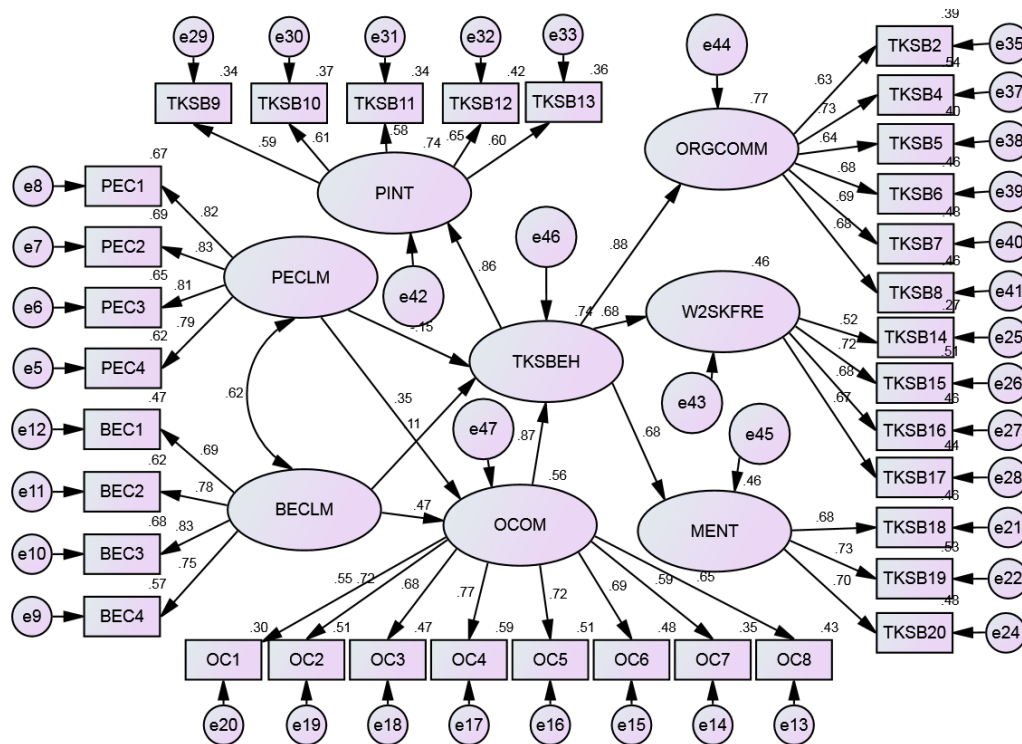 e29
e30
e31
e32
e33
.34
.37
.34
.42
.36
TKSB9
TKSB10
TKSB11
TKSB12
TKSB13
.59
.61
.58
.65
.60
.74
PINT
e42
e44
.77
ORGCOMM
.39
TKSB2
e35
.54
TKSB4
e37
.40
TKSB5
e38
.46
TKSB6
e39
.48
TKSB7
e40
.46
TKSB8
e41
.63
.73
.64
.68
.69
.68
.67
e8
PEC1
.82
.69
e7
PEC2
.83
.65
e6
PEC3
.81
.62
e5
PEC4
.79
PECLM
.62
.47
e12
BEC1
.69
.62
e11
BEC2
.78
.68
e10
BEC3
.83
.57
e9
BEC4
.75
BECLM
e46
.86
.88
-.15
.74
.68
TKSBEH
.35
.11
.47
e47
.87
.56
OCOM
.46
W2SKFRE
e43
.27
TKSB14
e25
.51
TKSB15
e26
.46
TKSB16
e27
.44
TKSB17
e28
.52
.72
.68
.67
.68
e45
.46
MENT
.46
TKSB18
e21
.53
TKSB19
e22
.48
TKSB20
e24
.68
.73
.70
.55
.72
.68
.77
.72
.69
.59
.65
.30
.51
.47
.59
.51
.48
.35
.43
OC1
OC2
OC3
OC4
OC5
OC6
OC7
OC8
e20
e19
e18
e17
e16
e15
e14
e13